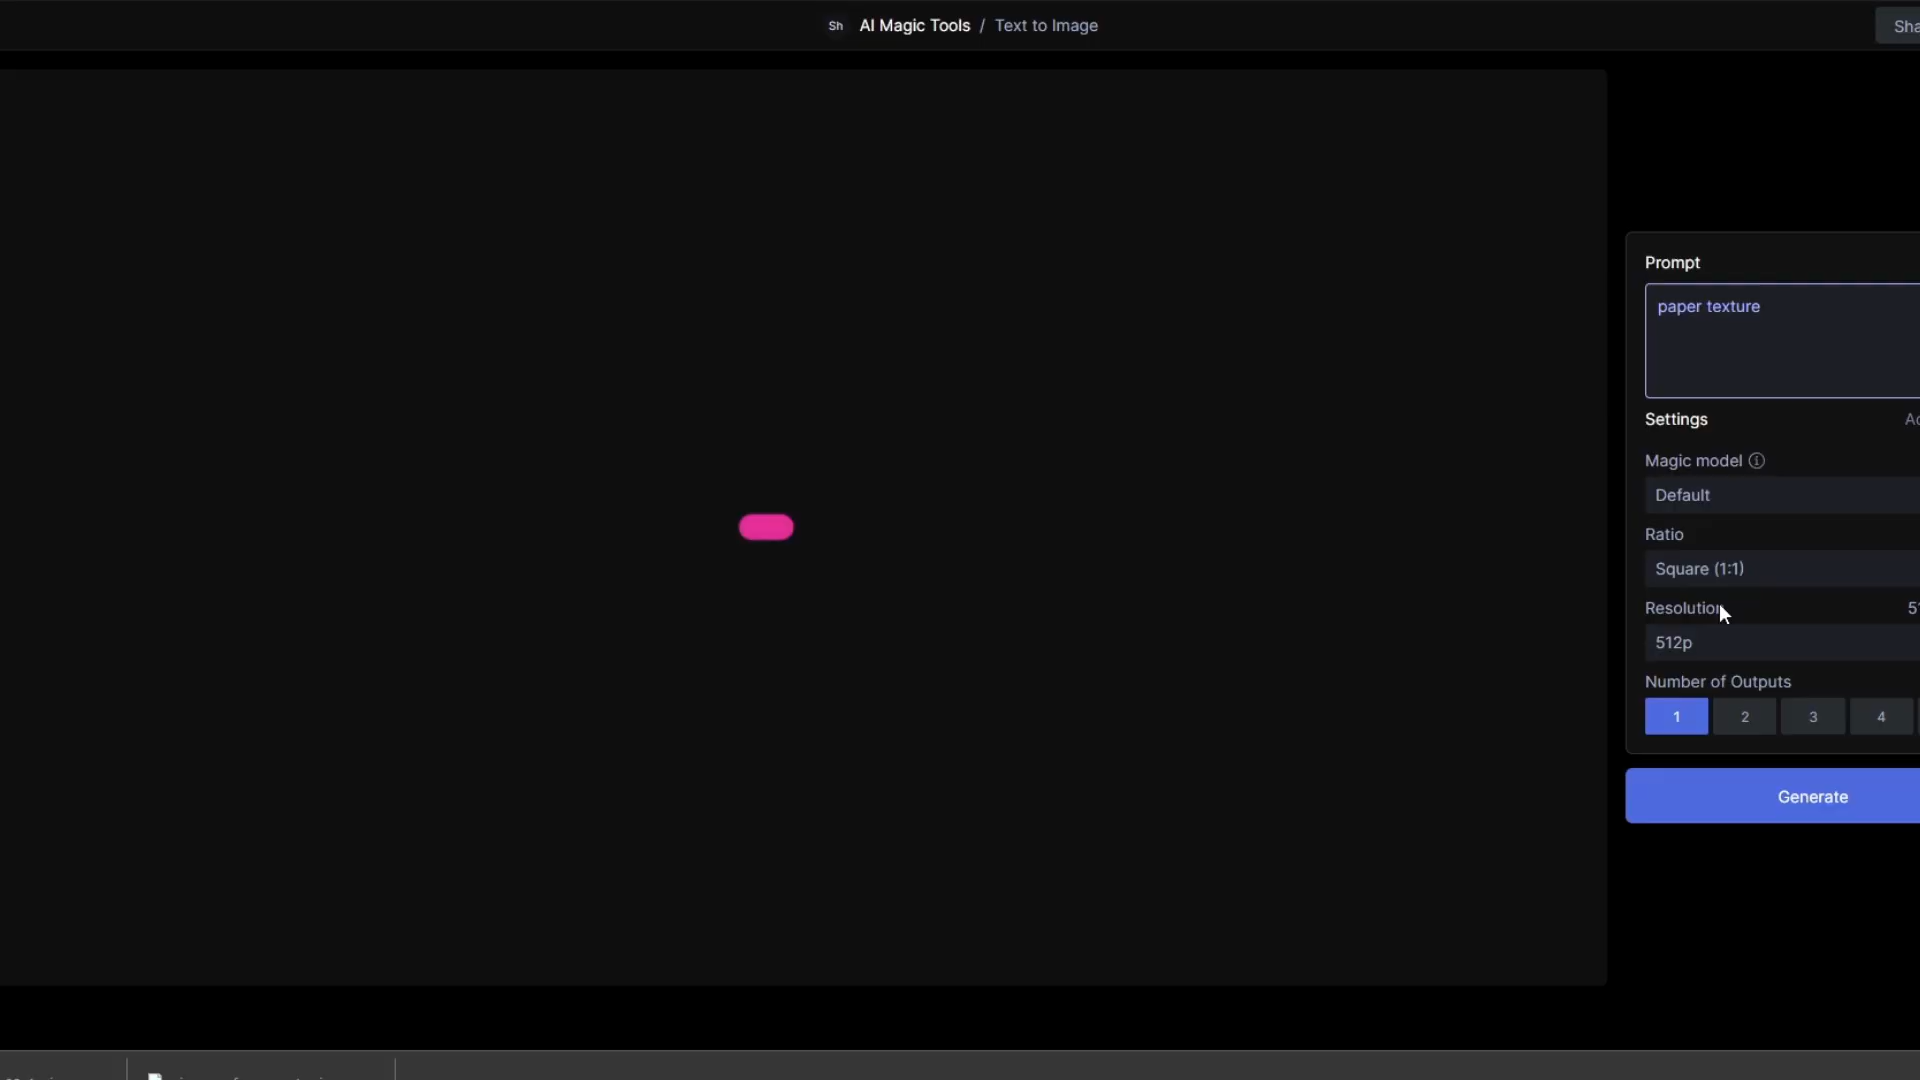 Sh AI Magic Tools / Text to Image
Prompt
paper texture
Settings
Magic model
Default
Ratio
Square (1:1)
Resolution
512p
Number of Outputs
1 2 3 4
Generate